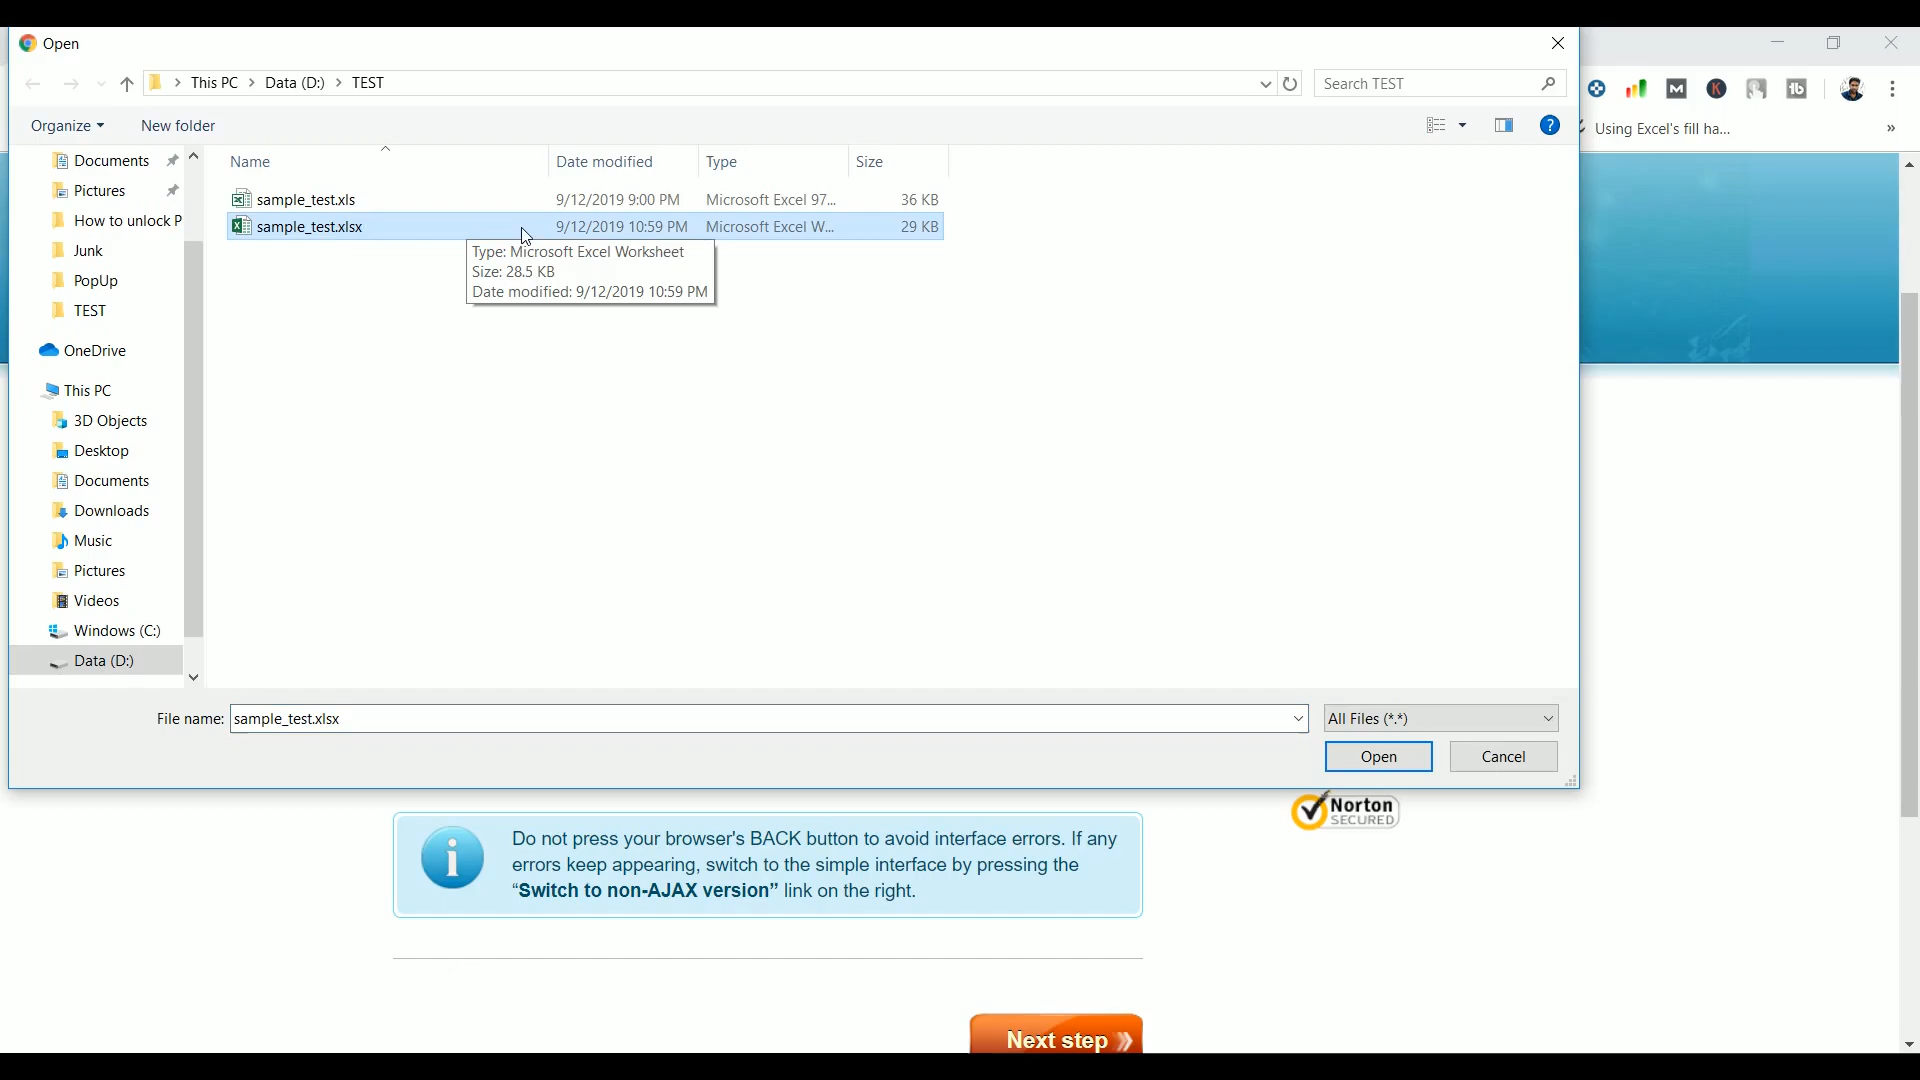 Open
This PC > Data (D:) > TEST
Search TEST
Organize
New folder
Using Excel's fill ha...
»
Name
Date modified
Type
Size
sample_test.xls 9/12/2019 9:00 PM Microsoft Excel 97... 36 KB
sample_test.xlsx 9/12/2019 10:59 PM Microsoft Excel W... 29 KB
Type: Microsoft Excel Worksheet
Size: 28.5 KB
Date modified: 9/12/2019 10:59 PM
Documents
Pictures
How to unlock P
Junk
PopUp
TEST
OneDrive
This PC
3D Objects
Desktop
Documents
Downloads
Music
Pictures
Videos
Windows (C:)
Data (D:)
File name: sample_test.xlsx
All Files (*.*)
Open
Cancel
Norton
SECURED
Do not press your browser's BACK button to avoid interface errors. If any
errors keep appearing, switch to the simple interface by pressing the
“Switch to non-AJAX version” link on the right.
Next step »